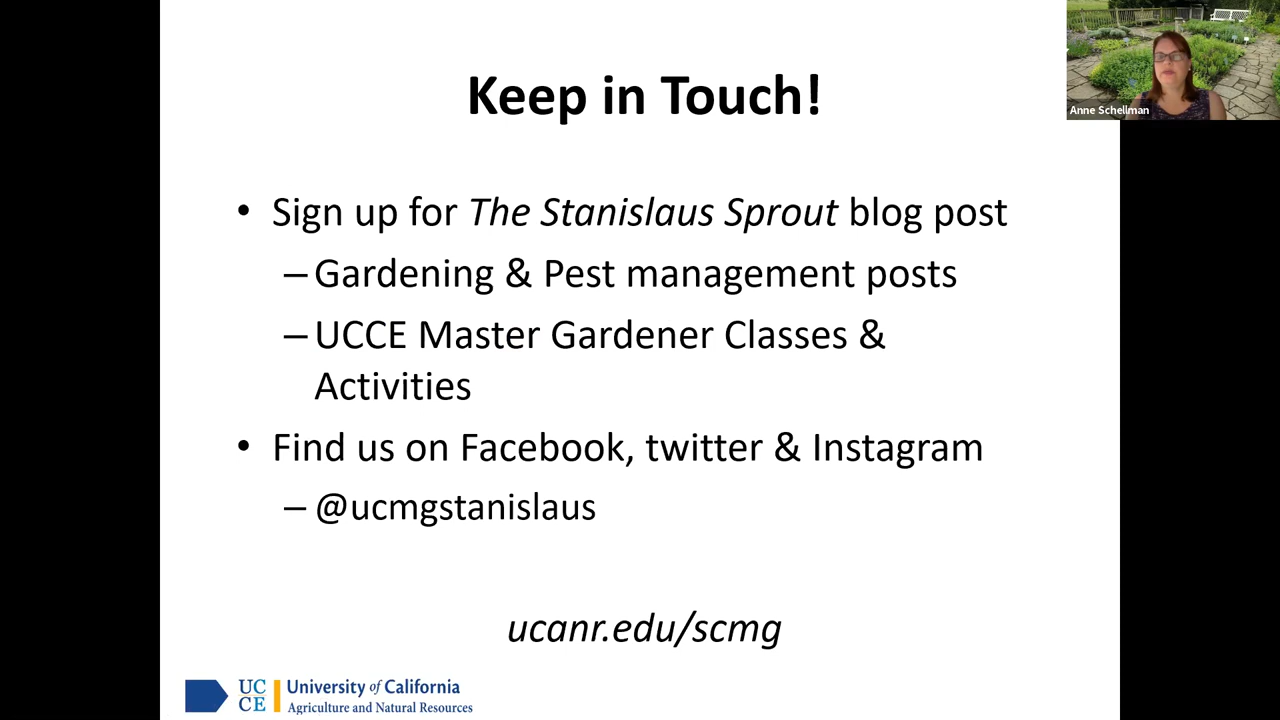 Keep in Touch!
Anne Schellman
• Sign up for The Stanislaus Sprout blog post
– Gardening & Pest management posts
– UCCE Master Gardener Classes &
Activities
• Find us on Facebook, twitter & Instagram
– @ucmgstanislaus
ucanr.edu/scmg
UC
CE
University of California
Agriculture and Natural Resources